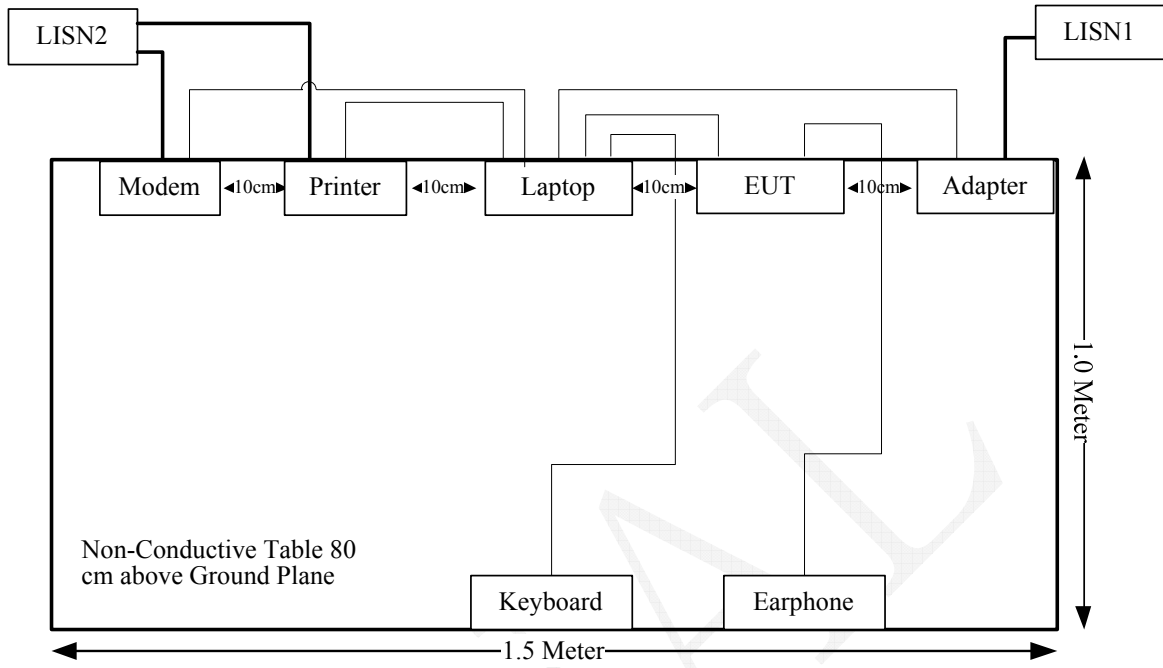 LISN2
LISN1
Modem
10cm
Printer
10cm
Laptop
10cm
EUT
10cm
Adapter
1.0 Meter
Non-Conductive Table 80
cm above Ground Plane
Keyboard
Earphone
1.5 Meter